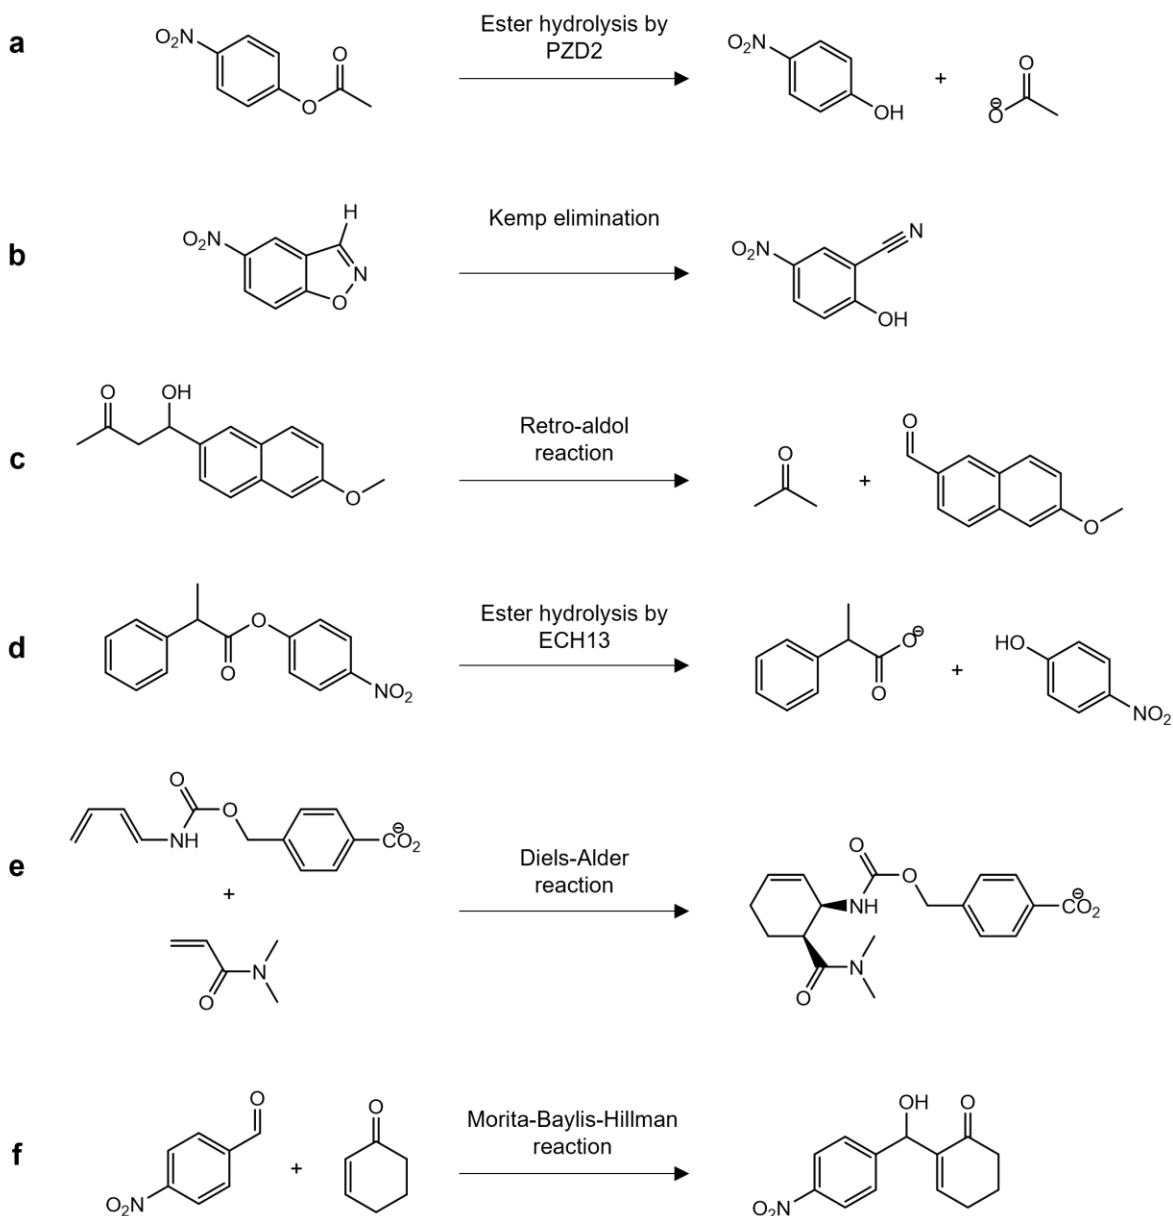 a
O₂N
O
O
Ester hydrolysis by
PZD2
O₂N
OH
+
O
⊖
O
b
O₂N
H
N
O
Kemp elimination
O₂N
N
OH
c
O
OH
O
Retro-aldol
reaction
O
+
O
O
d
O
O
NO₂
Ester hydrolysis by
ECH13
O⊖
O
+
HO
NO₂
e
O
NH
O
⊖
CO₂
+
O
N
Diels-Alder
reaction
O
NH
O
⊖
CO₂
N
O
f
O
O₂N
+
O
Morita-Baylis-Hillman
reaction
OH
O
O₂N